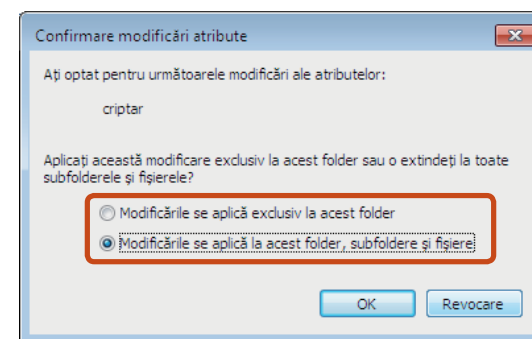 Confirmare modificări atribute
Ați optat pentru următoarele modificări ale atributelor:
criptar
Aplicați această modificare exclusiv la acest folder sau o extindeți la toate
subfolderele și fișierele?
Modificările se aplică exclusiv la acest folder
Modificările se aplică la acest folder, subfoldere și fișiere
OK
Revocare